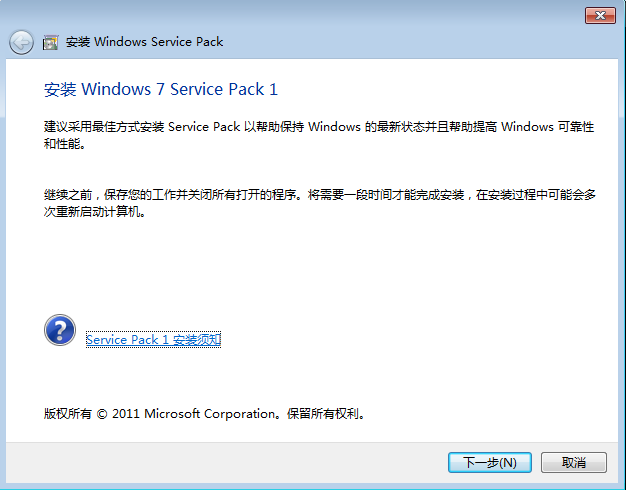 安装 Windows Service Pack
安装 Windows 7 Service Pack 1
建议采用最佳方式安装 Service Pack 以帮助保持 Windows 的最新状态并且帮助提高 Windows 可靠性
和性能。
继续之前，保存您的工作并关闭所有打开的程序。将需要一段时间才能完成安装，在安装过程中可能会多
次重新启动计算机。
Service Pack 1 安装须知
版权所有 © 2011 Microsoft Corporation。保留所有权利。
下一步(N)
取消